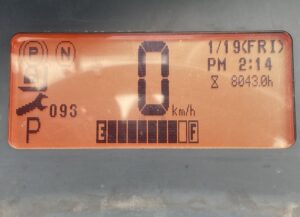 P N 0 1/19(FRI)
PM 2:14
8043.0h
093 km/h
P E F